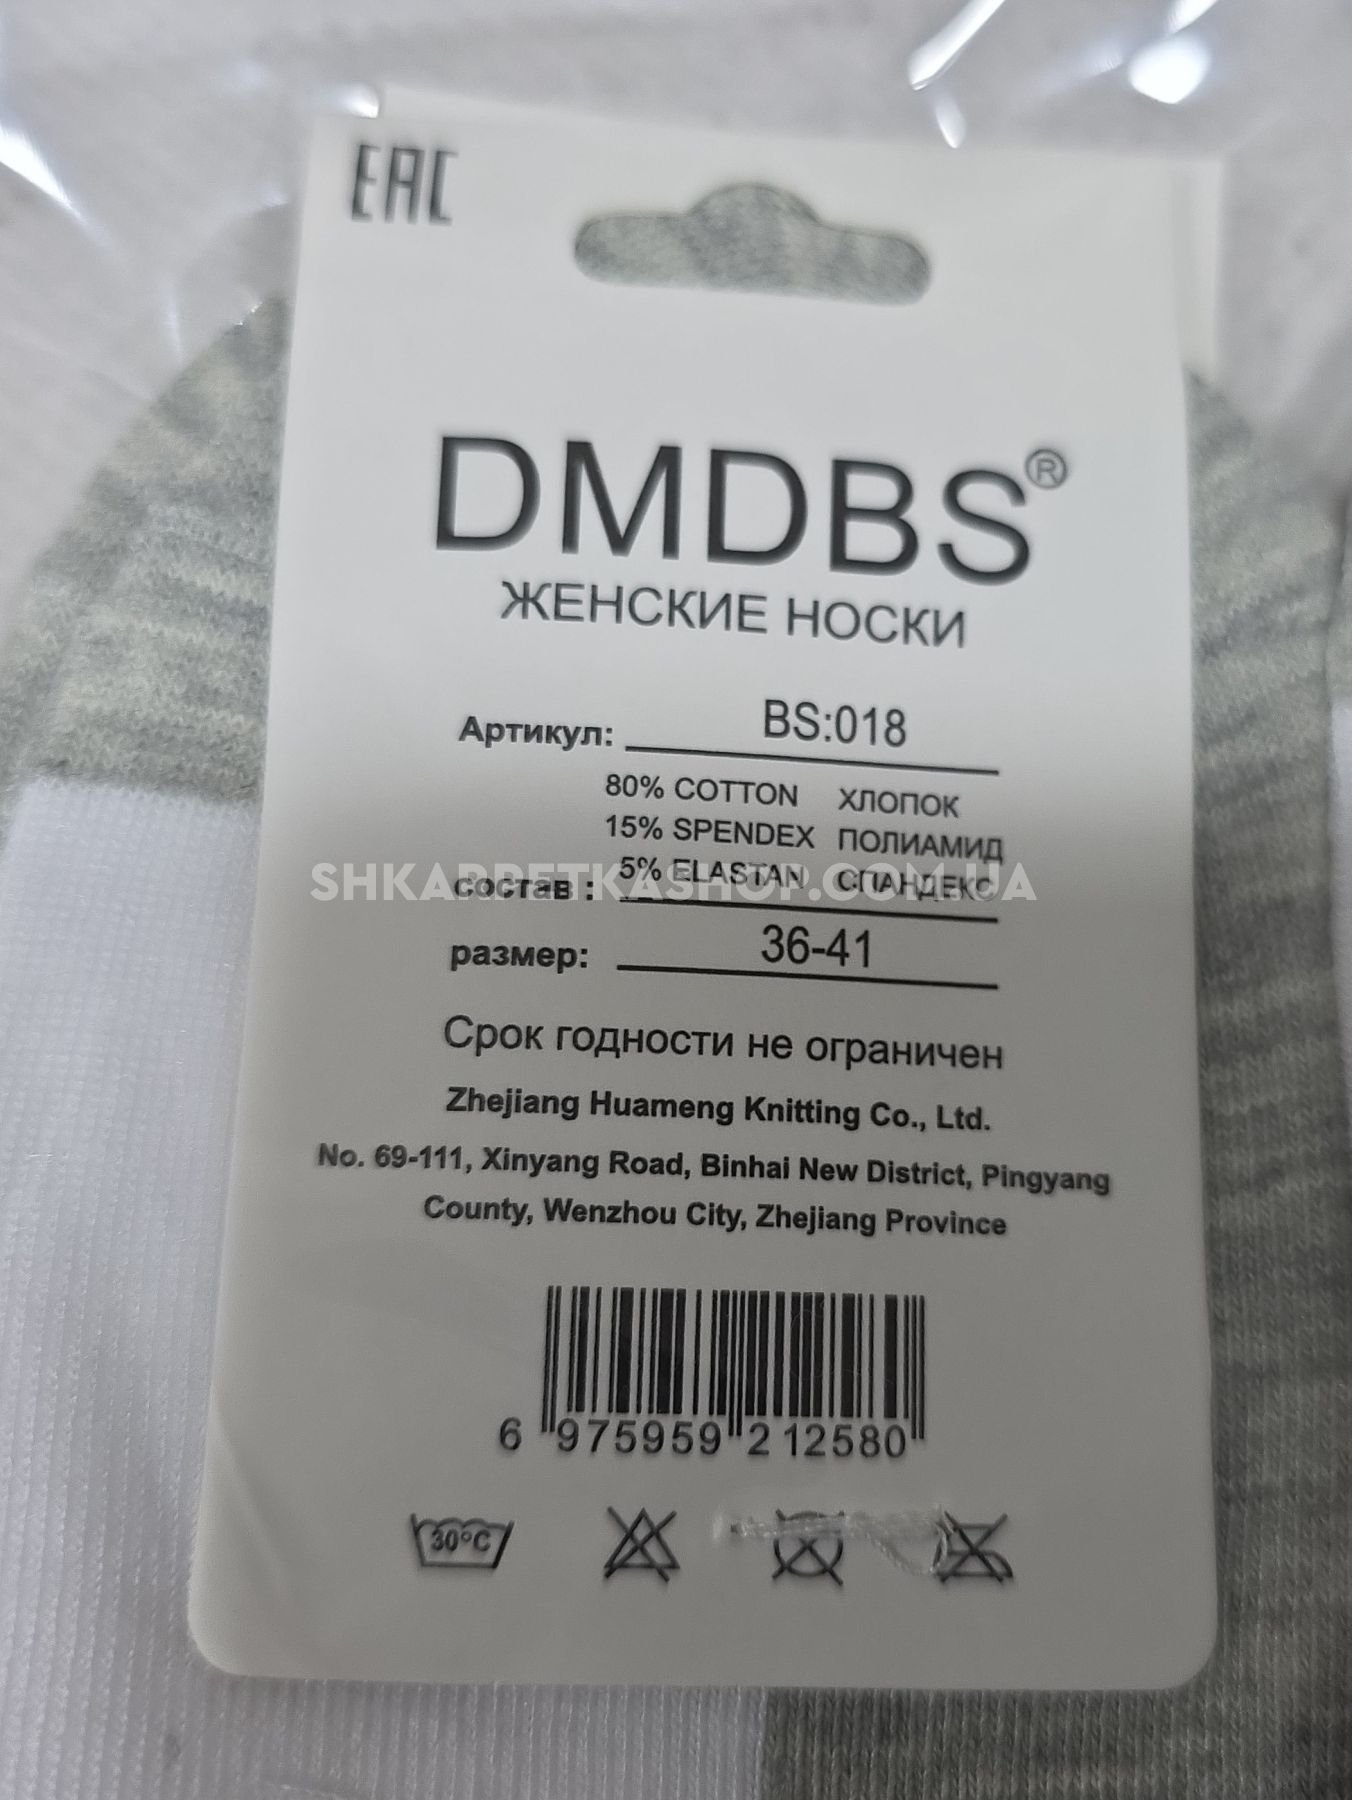 EAC
DMDBS®
ЖЕНСКИЕ НОСКИ
Артикул: BS:018
80% COTTON ХЛОПОК
15% SPENDEX ПОЛИАМИД
состав : 5% ELASTAN СПАНДЕКС
SHKARPETKASHOP.COM.UA
размер: 36-41
Срок годности не ограничен
Zhejiang Huameng Knitting Co., Ltd.
No. 69-111, Xinyang Road, Binhai New District, Pingyang
County, Wenzhou City, Zhejiang Province
6 975959 212580
30°C